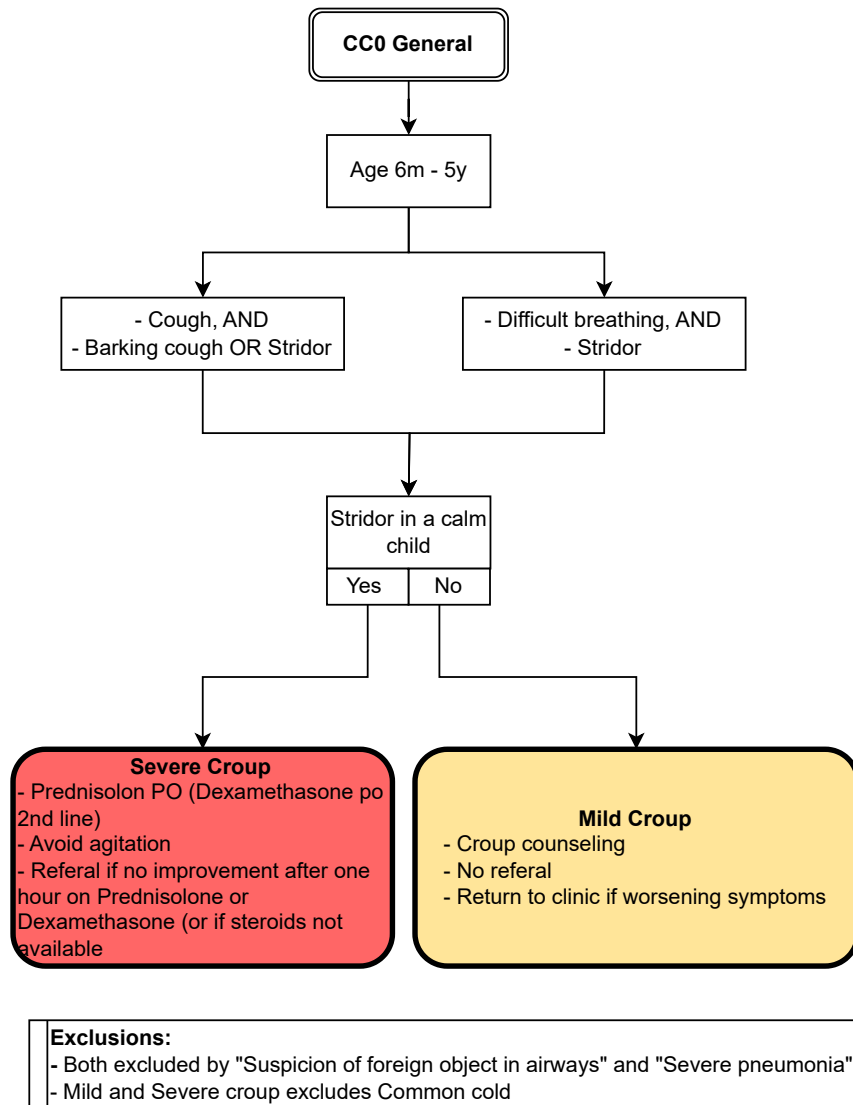 CC0 General
Age 6m - 5y
- Cough, AND
- Barking cough OR Stridor
- Difficult breathing, AND
- Stridor
Stridor in a calm
child
Yes
No
Severe Croup
- Prednisolon PO (Dexamethasone po
2nd line)
- Avoid agitation
- Referal if no improvement after one
hour on Prednisolone or
Dexamethasone (or if steroids not
available
Mild Croup
- Croup counseling
- No referal
- Return to clinic if worsening symptoms
Exclusions:
- Both excluded by "Suspicion of foreign object in airways" and "Severe pneumonia"
- Mild and Severe croup excludes Common cold